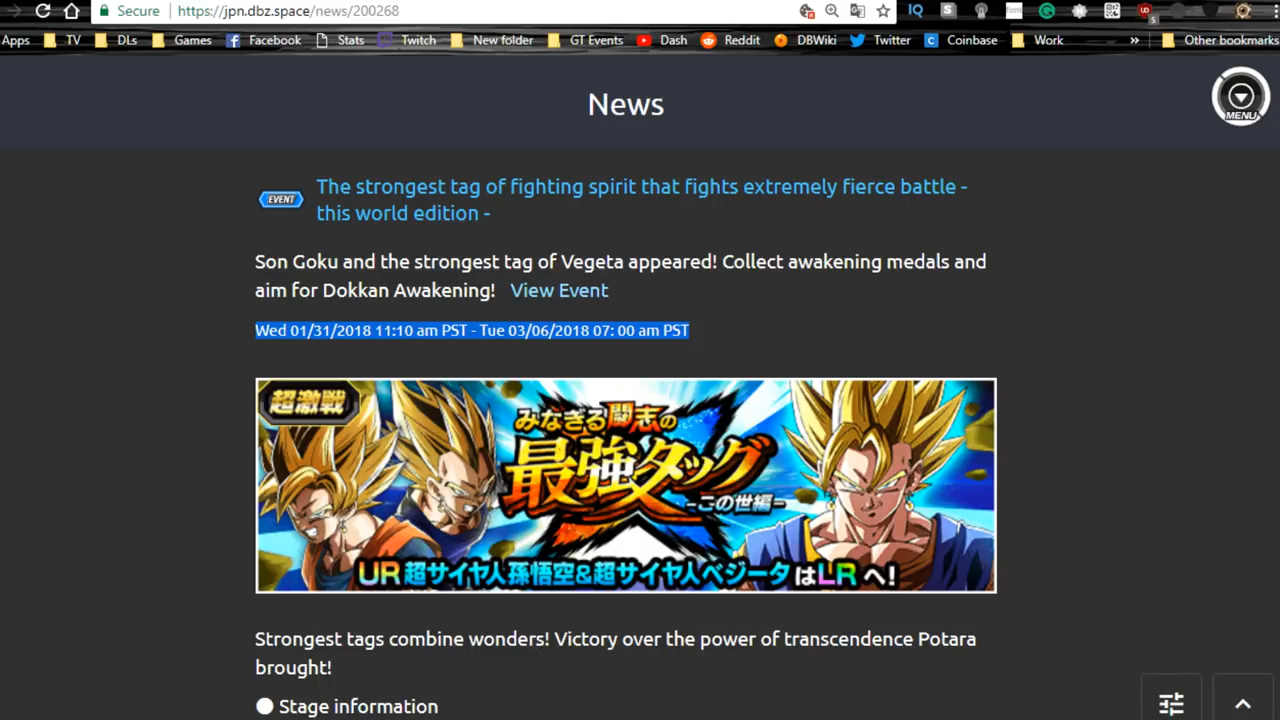 Secure https://jpn.dbz.space/news/200268
Apps TV DLs Games Facebook Stats Twitch New folder GT Events Dash Reddit DBWiki Twitter Coinbase Work » Other bookmarks
News
MENU
EVENT
The strongest tag of fighting spirit that fights extremely fierce battle -
this world edition -
Son Goku and the strongest tag of Vegeta appeared! Collect awakening medals and
aim for Dokkan Awakening! View Event
Wed 01/31/2018 11:10 am PST - Tue 03/06/2018 07: 00 am PST
超激戦
みなぎる闘志の
最強タッグ
-この世編-
UR超サイヤ人孫悟空&超サイヤ人ベジータはLRへ!
Strongest tags combine wonders! Victory over the power of transcendence Potara
brought!
Stage information